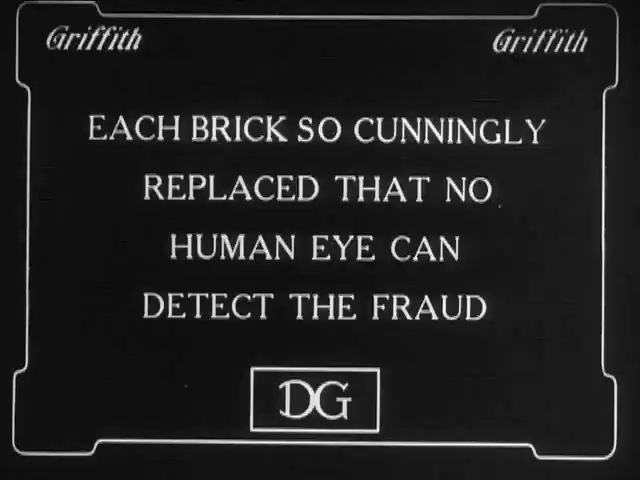 Griffith Griffith
EACH BRICK SO CUNNINGLY
REPLACED THAT NO
HUMAN EYE CAN
DETECT THE FRAUD
DG